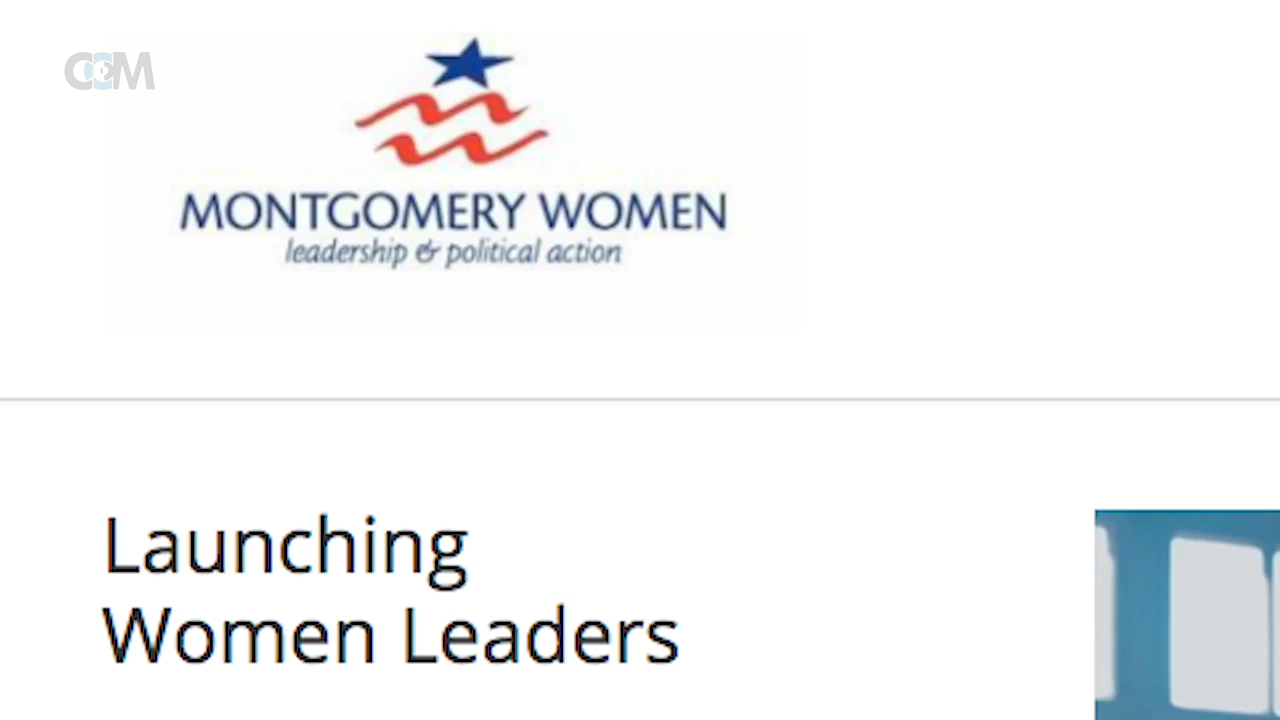 CCM
MONTGOMERY WOMEN
leadership & political action
Launching
Women Leaders